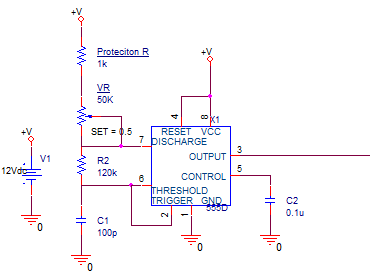 +V
Proteciton R
1k
+V
VR
50K
SET = 0.5
4
8
X1
RESET VCC
DISCHARGE
7
+V
V1
12Vdc
R2
120k
OUTPUT
3
CONTROL
5
6
THRESHOLD
TRIGGER GND
555D
2
1
C1
100p
C2
0.1u
0
0
0
0